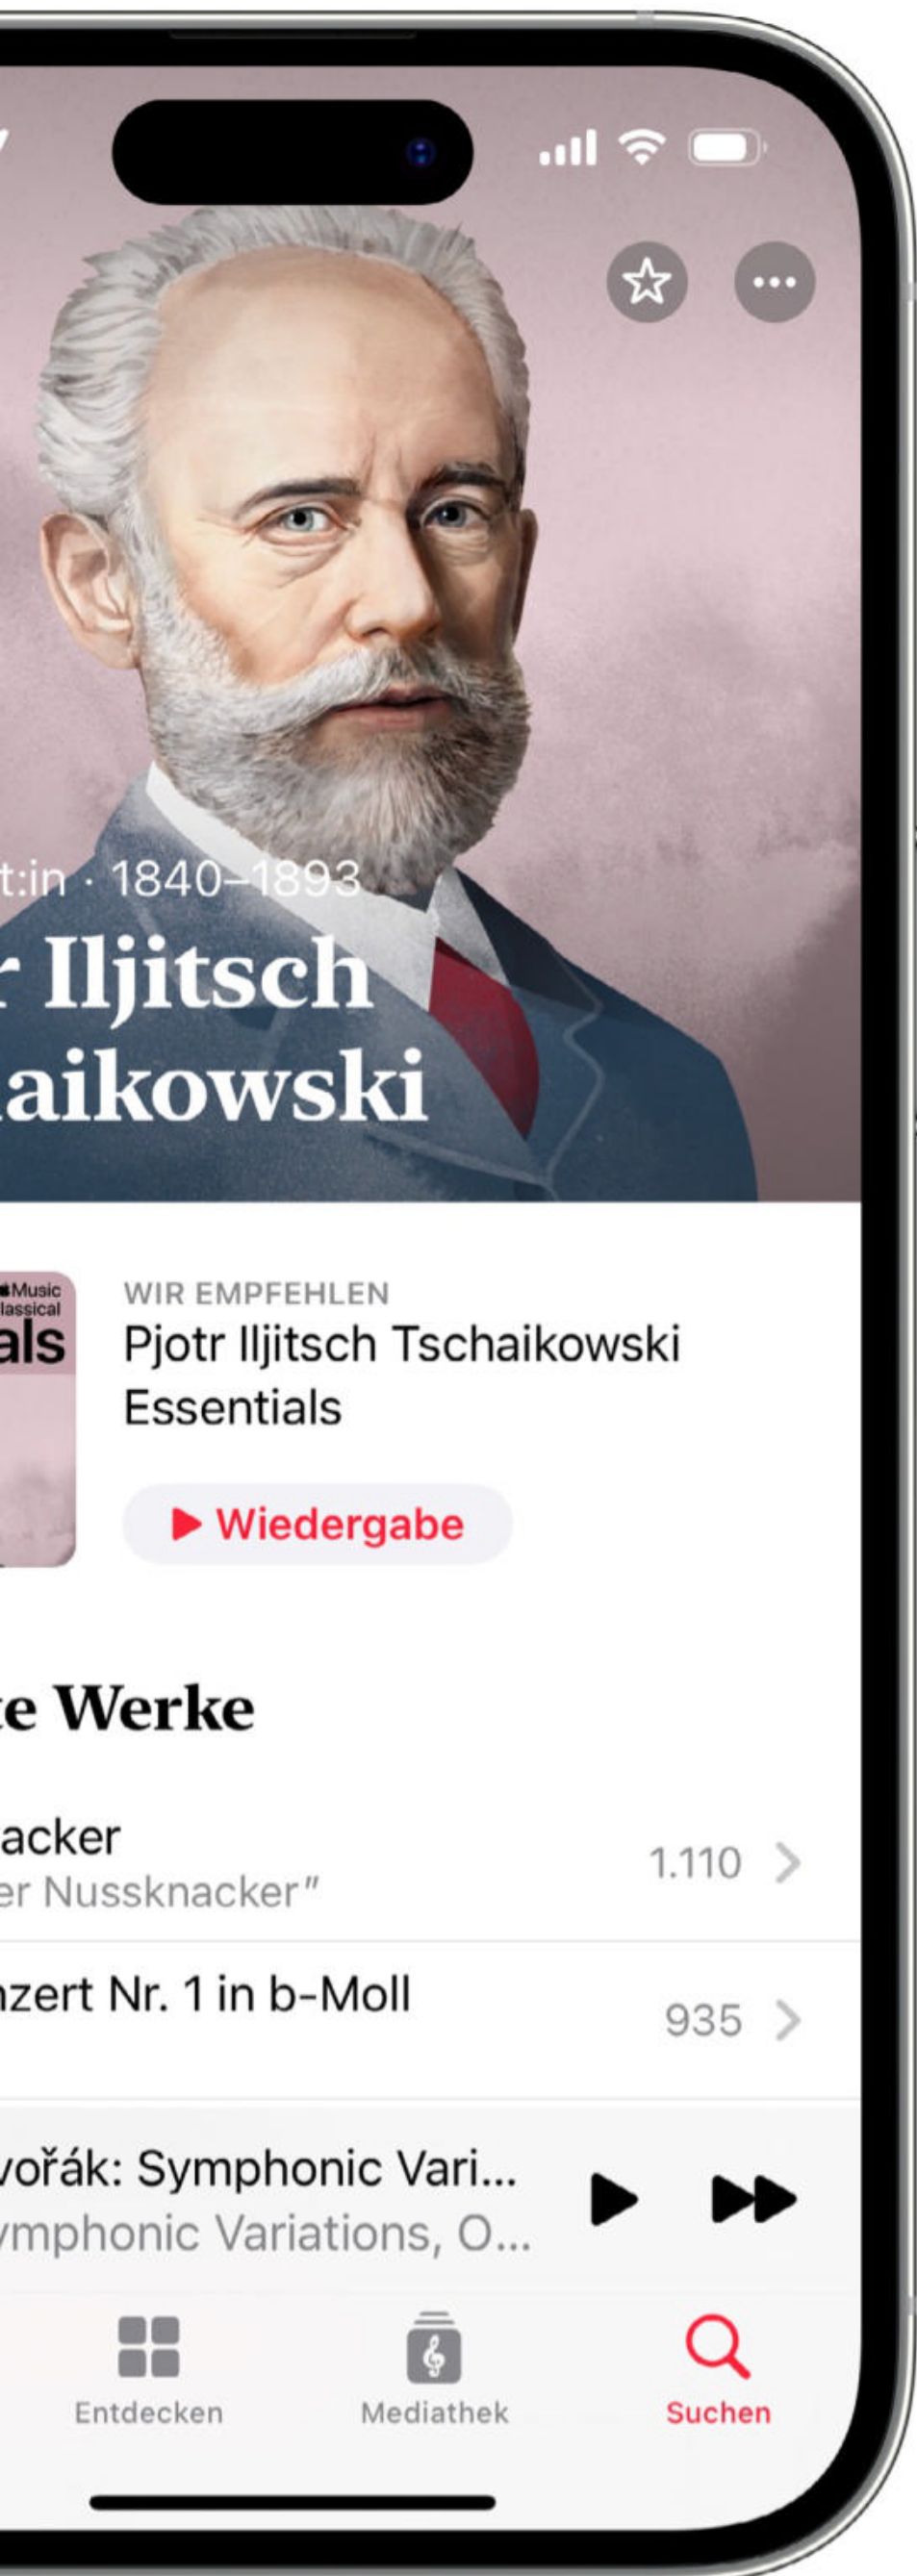 t:in · 1840–1893
r Iljitsch
aikowski
Music
lassical
als
WIR EMPFEHLEN
Pjotr Iljitsch Tschaikowski
Essentials
Wiedergabe
te Werke
acker
er Nussknacker"
1.110
nzert Nr. 1 in b-Moll
935
vořák: Symphonic Vari...
ymphonic Variations, O...
Entdecken
Mediathek
Suchen